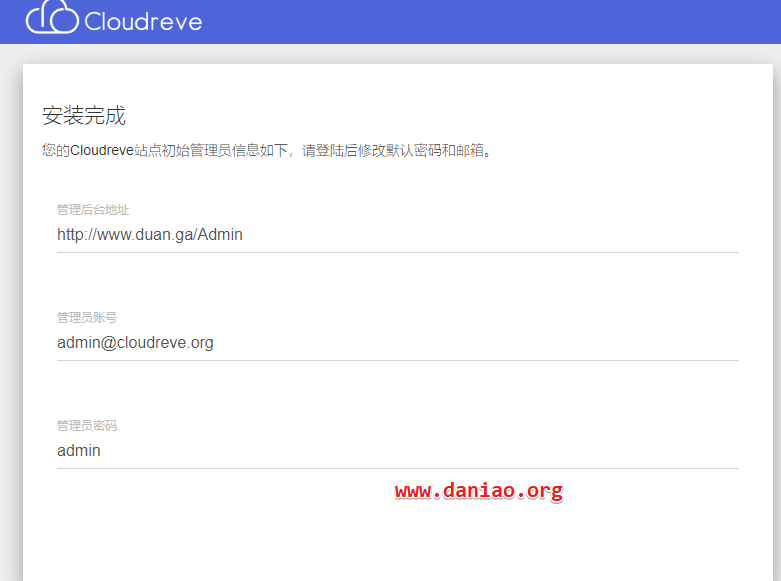 Cloudreve
安装完成
您的Cloudreve站点初始管理员信息如下，请登陆后修改默认密码和邮箱。
管理后台地址
http://www.duan.ga/Admin
管理员账号
admin@cloudreve.org
管理员密码
admin
www.daniao.org